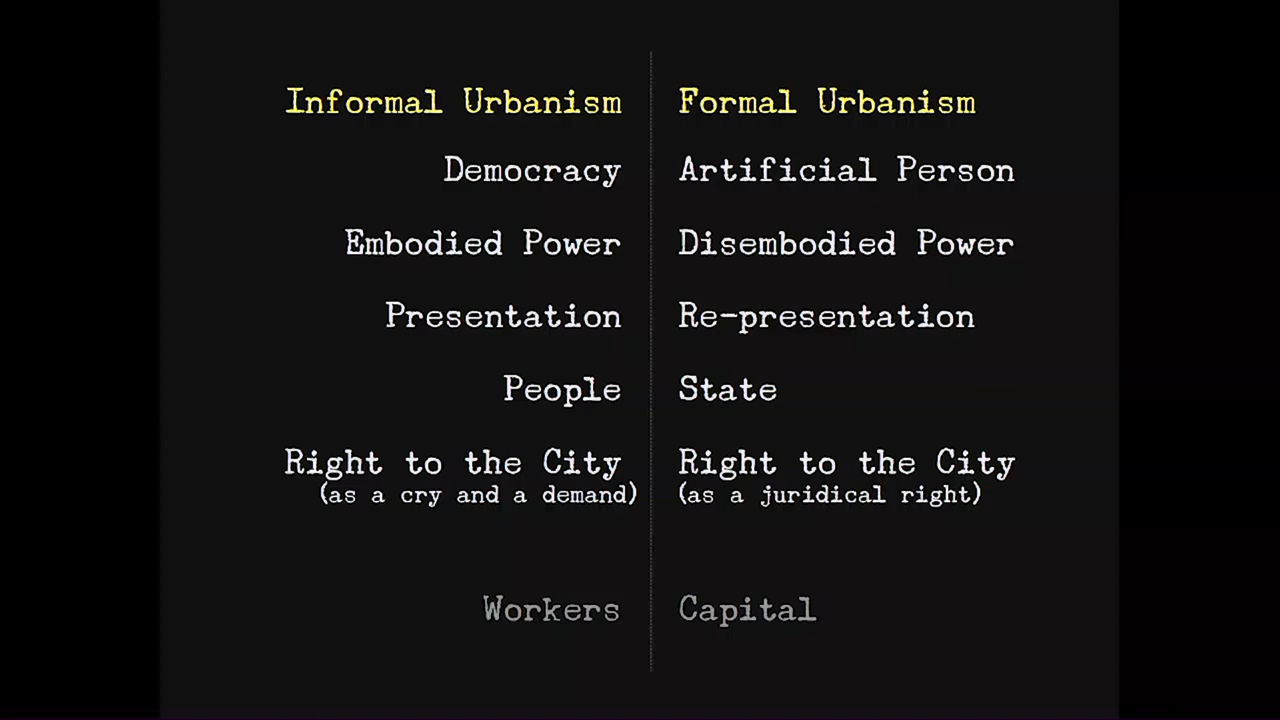 Informal Urbanism Formal Urbanism
Democracy Artificial Person
Embodied Power Disembodied Power
Presentation Re-presentation
People State
Right to the City Right to the City
(as a cry and a demand) (as a juridical right)
Workers Capital